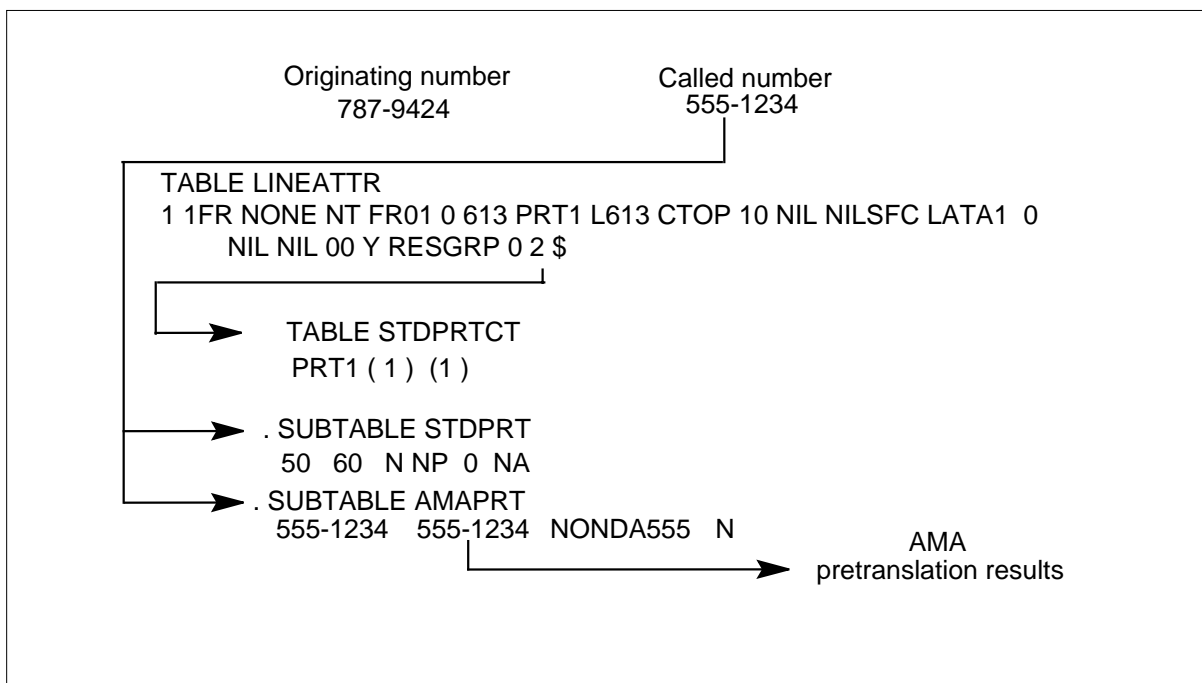 Originating number
787-9424
Called number
555-1234
TABLE LINEATTR
1 1FR NONE NT FR01 0 613 PRT1 L613 CTOP 10 NIL NILSFC LATA1 0
NIL NIL 00 Y RESGRP 0 2 $
TABLE STDPRTCT
PRT1 ( 1 ) (1 )
. SUBTABLE STDPRT
50 60 N NP 0 NA
. SUBTABLE AMAPRT
555-1234 555-1234 NONDA555 N
AMA
pretranslation results